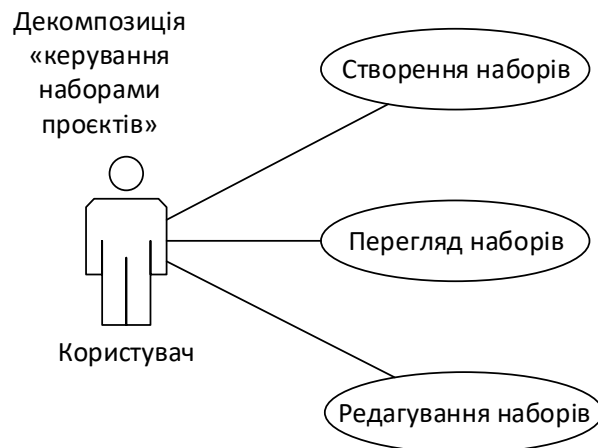 Декомпозиція
«керування
наборами
проєктів»
Створення наборів
Перегляд наборів
Користувач
Редагування наборів